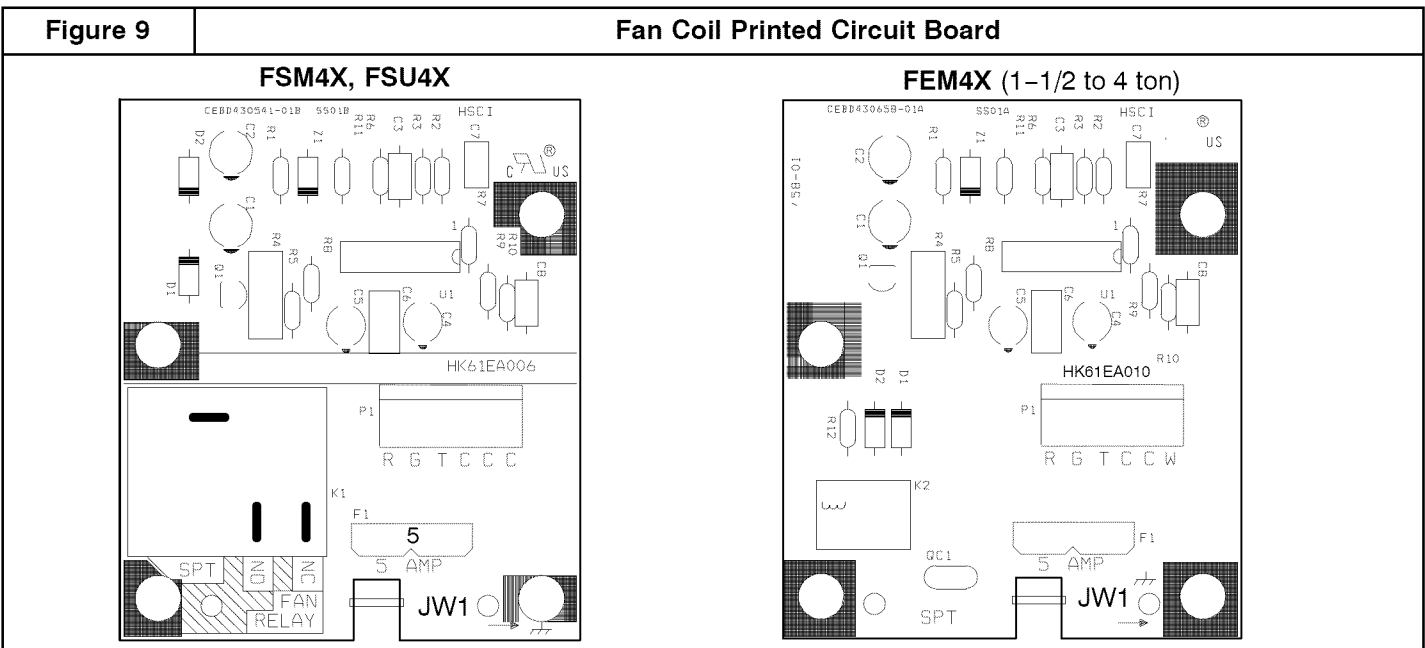 Figure 9
Fan Coil Printed Circuit Board
FSM4X, FSU4X
CEBD430541-01B SS01B HSCI
D2 C2 R1 Z1 R11 R6 C3 R3 R2 C7
® C US
R7
C1
R4 R5 R8 1 R10 R9
D1 Q1 C5 C6 U1 C4 C8
HK61EA006
P1
R G T C C C
K1
F1
5
5 AMP
SPT NO NC
FAN
RELAY
JW1
FEM4X (1-1/2 to 4 ton)
CEBD430658-01A SS01A HSCI
R1 Z1 R11 R6 C3 R3 R2 C7
®
US
C2
R7
C1
R4 R5 R8 1
Q1 C5 C6 U1 C4 R9 C8
R10
HK61EA010
D2 D1
P1
R12
R G T C C W
K2
F1
5 AMP
QC1
SPT
JW1